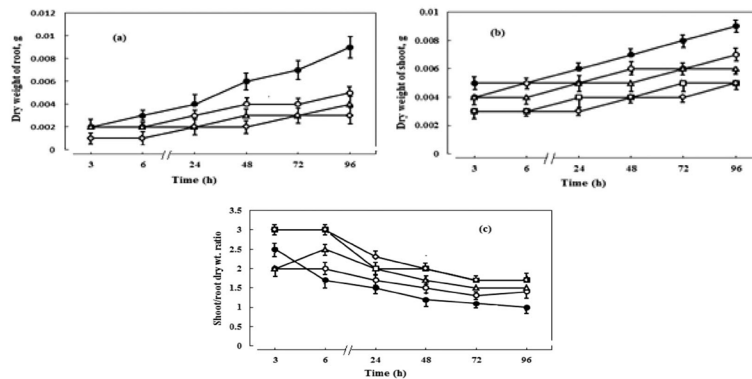 (a)
Dry weight of root, g
0.012
0.01
0.008
0.006
0.004
0.002
0
3 6 24 48 72 96
Time (h)
(b)
Dry weight of shoot, g
0.01
0.008
0.006
0.004
0.002
0
3 6 24 48 72 96
Time (h)
(c)
Shoot/root dry wt. ratio
3.5
3
2.5
2
1.5
1
0.5
0
3 6 24 48 72 96
Time (h)